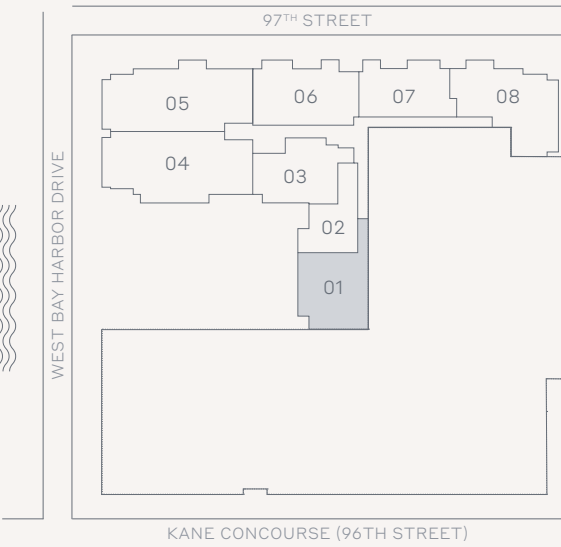 97TH STREET
05
06
07
08
04
03
02
01
WEST BAY HARBOR DRIVE
KANE CONCOURSE (96TH STREET)